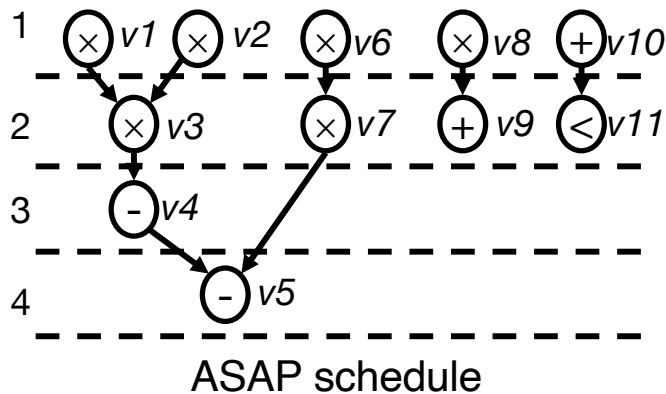 1 × v1 × v2 × v6 × v8 + v10
2 × v3 × v7 + v9 < v11
3 - v4
4 - v5
ASAP schedule